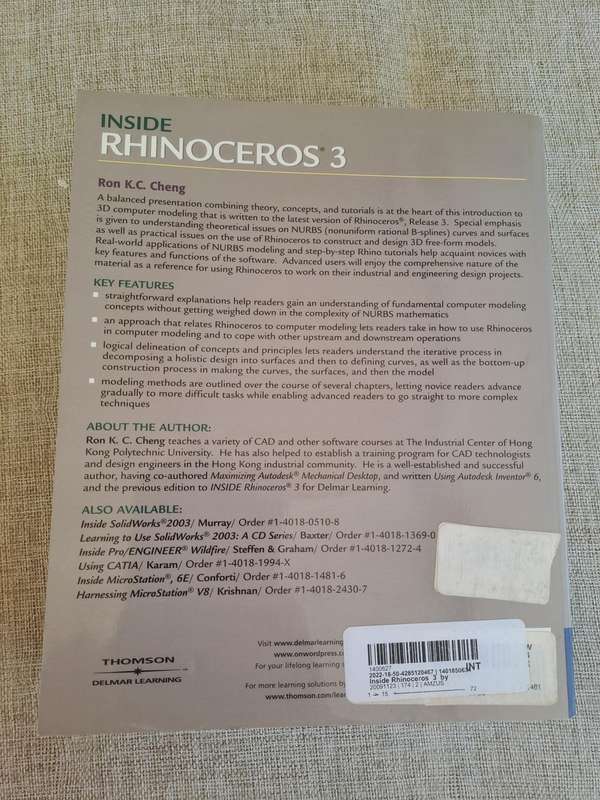 INSIDE
RHINOCEROS® 3
Ron K.C. Cheng
A balanced presentation combining theory, concepts, and tutorials is at the heart of this introduction to
3D computer modeling that is written to the latest version of Rhinoceros®, Release 3. Special emphasis
is given to understanding theoretical issues on NURBS (nonuniform rational B-splines) curves and surfaces
as well as practical issues on the use of Rhinoceros to construct and design 3D free-form models.
Real-world applications of NURBS modeling and step-by-step Rhino tutorials help acquaint novices with
key features and functions of the software. Advanced users will enjoy the comprehensive nature of the
material as a reference for using Rhinoceros to work on their industrial and engineering design projects.
KEY FEATURES
straightforward explanations help readers gain an understanding of fundamental computer modeling
concepts without getting weighed down in the complexity of NURBS mathematics
an approach that relates Rhinoceros to computer modeling lets readers take in how to use Rhinoceros
in computer modeling and to cope with other upstream and downstream operations
logical delineation of concepts and principles lets readers understand the iterative process in
decomposing a holistic design into surfaces and then to defining curves, as well as the bottom-up
construction process in making the curves, the surfaces, and then the model
modeling methods are outlined over the course of several chapters, letting novice readers advance
gradually to more difficult tasks while enabling advanced readers to go straight to more complex
techniques
ABOUT THE AUTHOR:
Ron K. C. Cheng teaches a variety of CAD and other software courses at The Industrial Center of Hong
Kong Polytechnic University. He has also helped to establish a training program for CAD technologists
and design engineers in the Hong Kong industrial community. He is a well-established and successful
author, having co-authored Maximizing Autodesk® Mechanical Desktop, and written Using Autodesk Inventor® 6,
and the previous edition to INSIDE Rhinoceros® 3 for Delmar Learning.
ALSO AVAILABLE:
Inside SolidWorks®2003/ Murray/ Order #1-4018-0510-8
Learning to Use SolidWorks® 2003: A CD Series/ Baxter/ Order #1-4018-1369-0
Inside Pro/ENGINEER® Wildfire/ Steffen & Graham/ Order #1-4018-1272-4
Using CATIA/ Karam/ Order #1-4018-1994-X
Inside MicroStation®, 6E/ Conforti/ Order #1-4018-1481-6
Harnessing MicroStation® V8/ Krishnan/ Order #1-4018-2430-7
THOMSON
DELMAR LEARNING
Visit www.delmarlearning
www.onwordpress.c
For your lifelong learning
For more learning solutions by
www.thomson.com/lear
1400627
INT
Inside Rhinoceros 3 by
20091123 | 174 | 2 | AMZUS
72